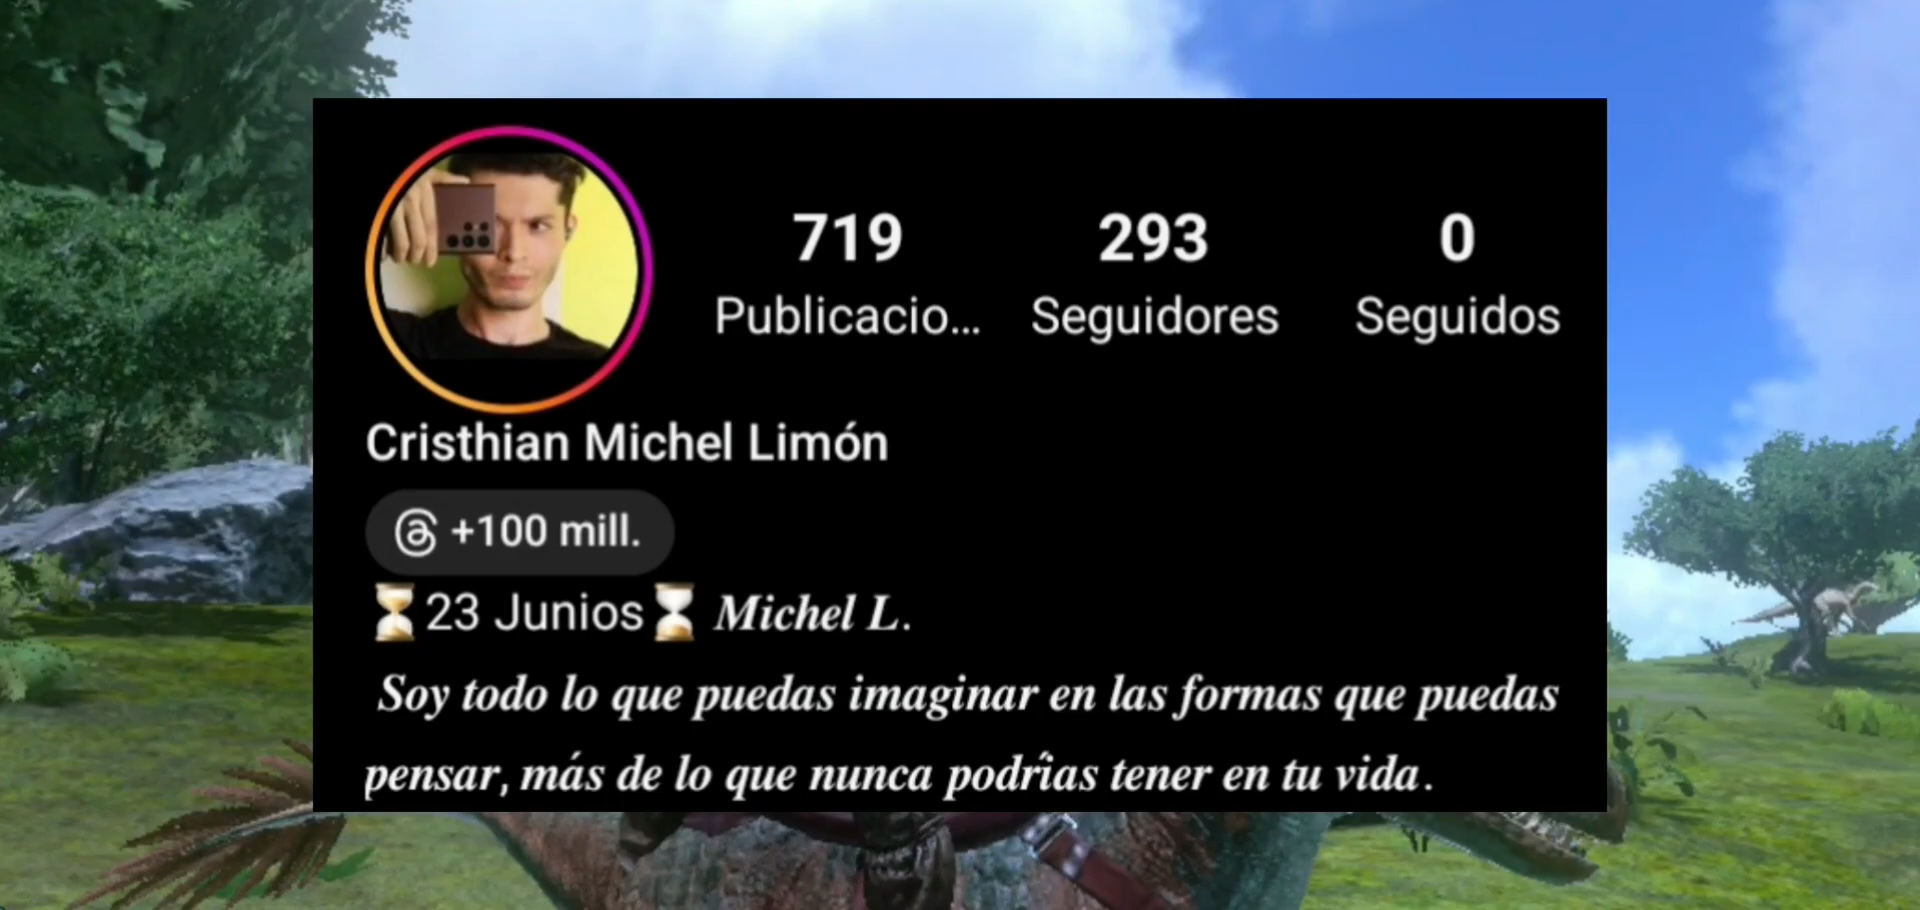 719 293 0
Publicacio... Seguidores Seguidos
Cristhian Michel Limón
+100 mill.
⏳23 Junios⏳ Michel L.
Soy todo lo que puedas imaginar en las formas que puedas
pensar, más de lo que nunca podrías tener en tu vida.